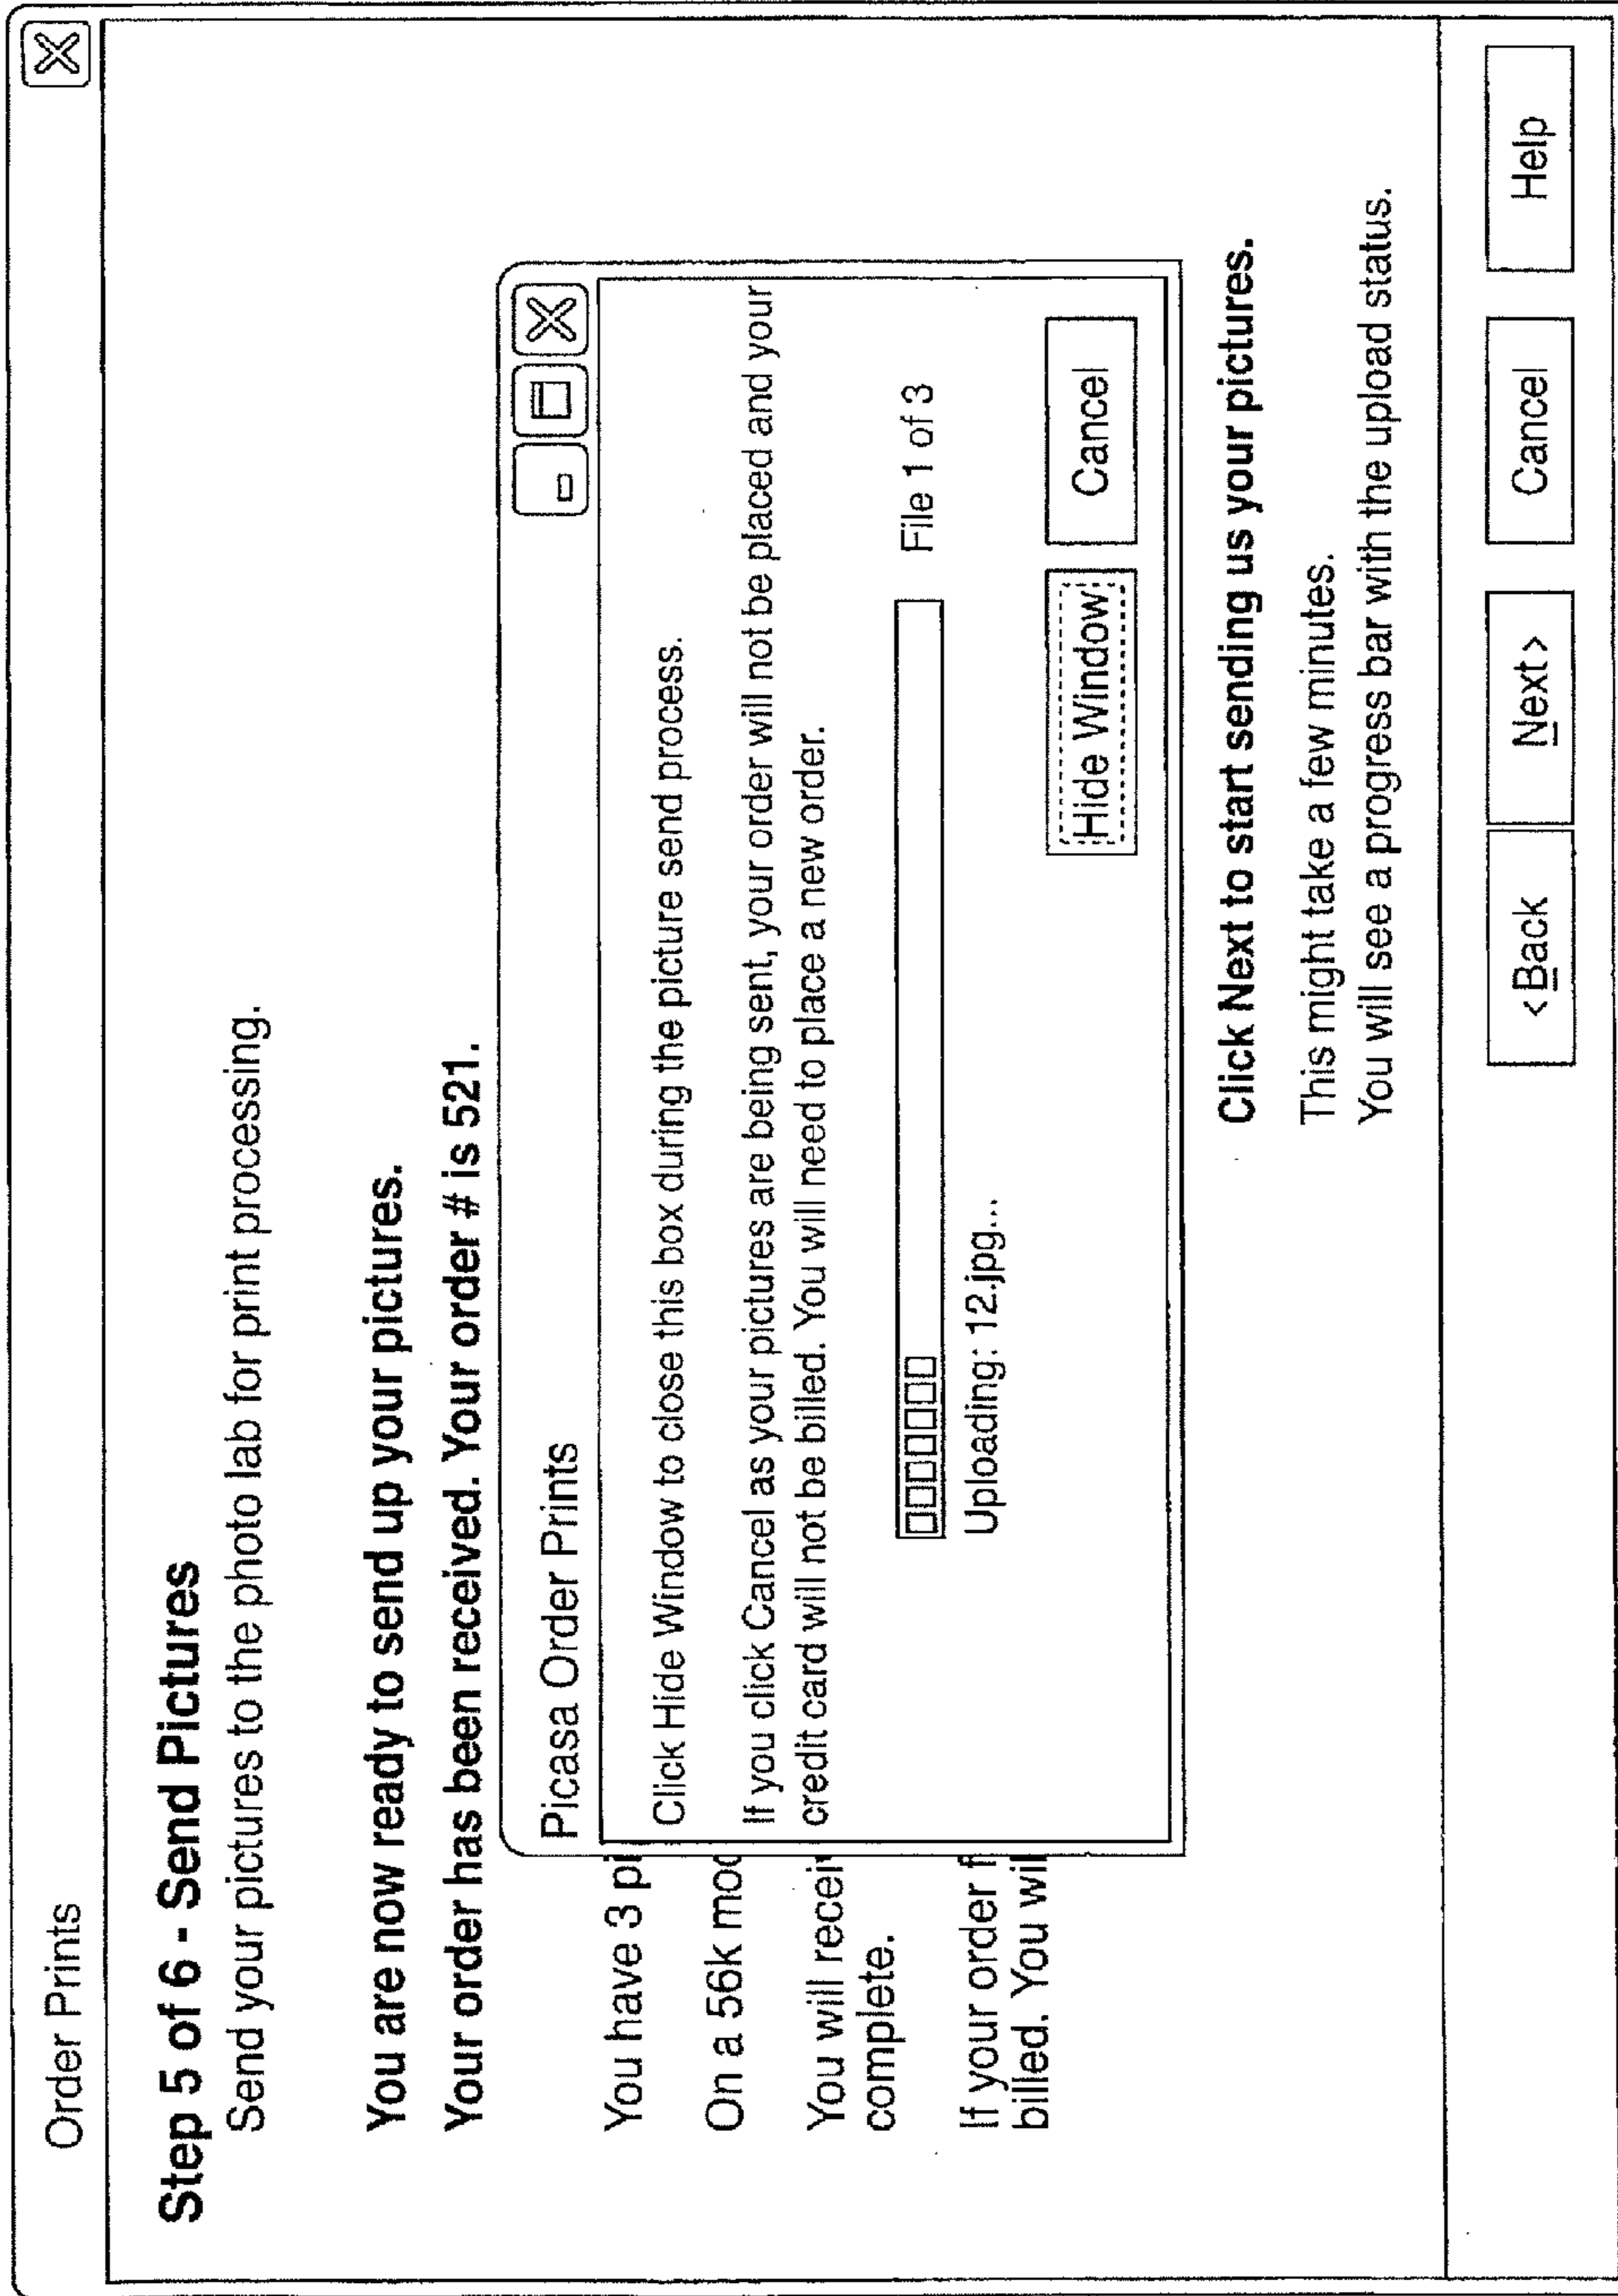 Order Prints
Step 5 of 6 - Send Pictures
Send your pictures to the photo lab for print processing.
You are now ready to send up your pictures.
Your order has been received. Your order # is 521.
You have 3
On a 56k
You will
complete.
If your order
billed. You
Picasa Order Prints
Click Hide Window to close this box during the picture send process.
If you click Cancel as your pictures are being sent, your order will not be placed and your
credit card will not be billed. You will need to place a new order.
File 1 of 3
Uploading: 12.jpg...
Hide Window
Cancel
Click Next to start sending us your pictures.
This might take a few minutes.
You will see a progress bar with the upload status.
<Back
Next>
Cancel
Help